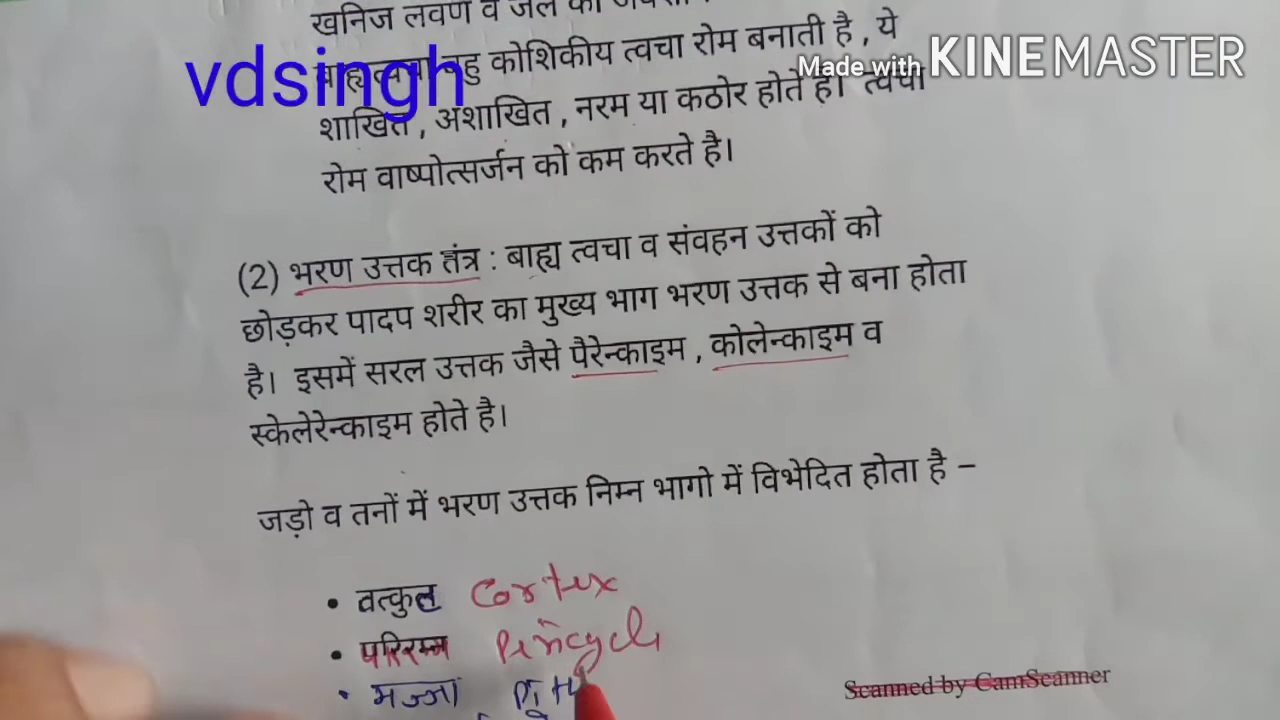 खनिज लवण व जल का
vdsingh
बहु कोशिकीय त्वचा रोम बनाती है , ये
Made with KINEMASTER
शाखित , अशाखित , नरम या कठोर होते है। त्वचा
रोम वाष्पोत्सर्जन को कम करते है।
(2) भरण उत्तक तंत्र : बाह्य त्वचा व संवहन उत्तकों को
छोड़कर पादप शरीर का मुख्य भाग भरण उत्तक से बना होता
है। इसमें सरल उत्तक जैसे पैरेन्काइम , कोलेन्काइम व
स्केलेरेन्काइम होते है।
जड़ो व तनों में भरण उत्तक निम्न भागो में विभेदित होता है –
• वत्कुल Cortex
• परिरम्न Pericycle
• मज्जा Pith
Scanned by CamScanner